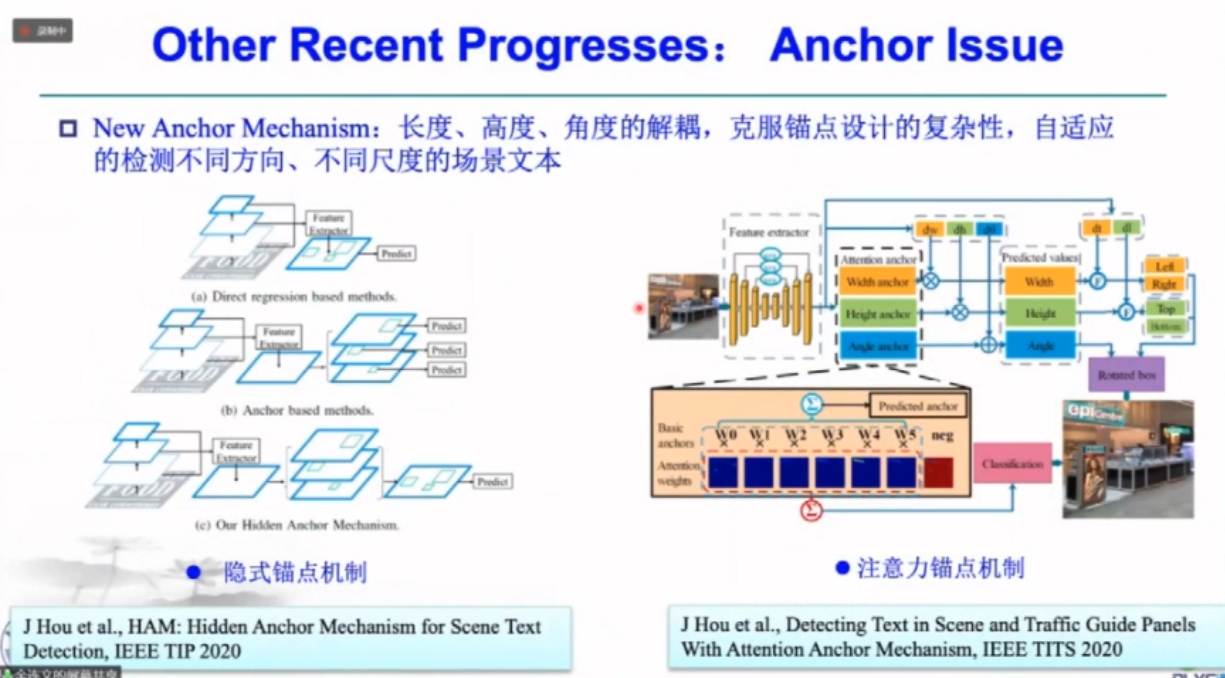 录制中
Other Recent Progresses： Anchor Issue
New Anchor Mechanism：长度、高度、角度的解耦，克服锚点设计的复杂性，自适应
的检测不同方向、不同尺度的场景文本
Feature
Extractor
Predict
(a) Direct regression based methods.
Feature
Extractor
Predict
Predict
Predict
(b) Anchor based methods.
Feature
Extractor
Predict
(c) Our Hidden Anchor Mechanism.
隐式锚点机制
J Hou et al., HAM: Hidden Anchor Mechanism for Scene Text
Detection, IEEE TIP 2020
Feature extractor
dw dh dθ
dt dl
Attention anchor
Predicted values
Width anchor
Width
Left
Right
Height anchor
Height
Top
Bottom
Angle anchor
Angle
Rotated box
Predicted anchor
Basic
anchors
W0 W1 W2 W3 W4 W5 neg
Attention
weights
Classification
epi
注意力锚点机制
J Hou et al., Detecting Text in Scene and Traffic Guide Panels
With Attention Anchor Mechanism, IEEE TITS 2020